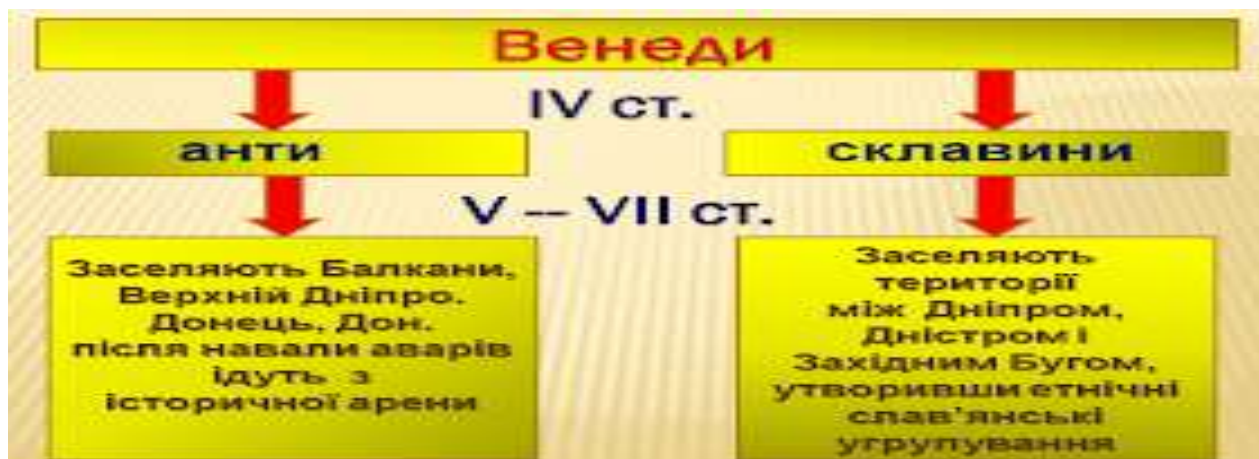 Венеди
IV ст.
анти
склавини
V -- VII ст.
Заселяють Балкани,
Верхній Дніпро.
Донець, Дон.
після навали аварів
ідуть з
історичної арени
Заселяють
території
між Дніпром,
Дністром і
Західним Бугом,
утворивши етнічні
слав'янські
угрупування